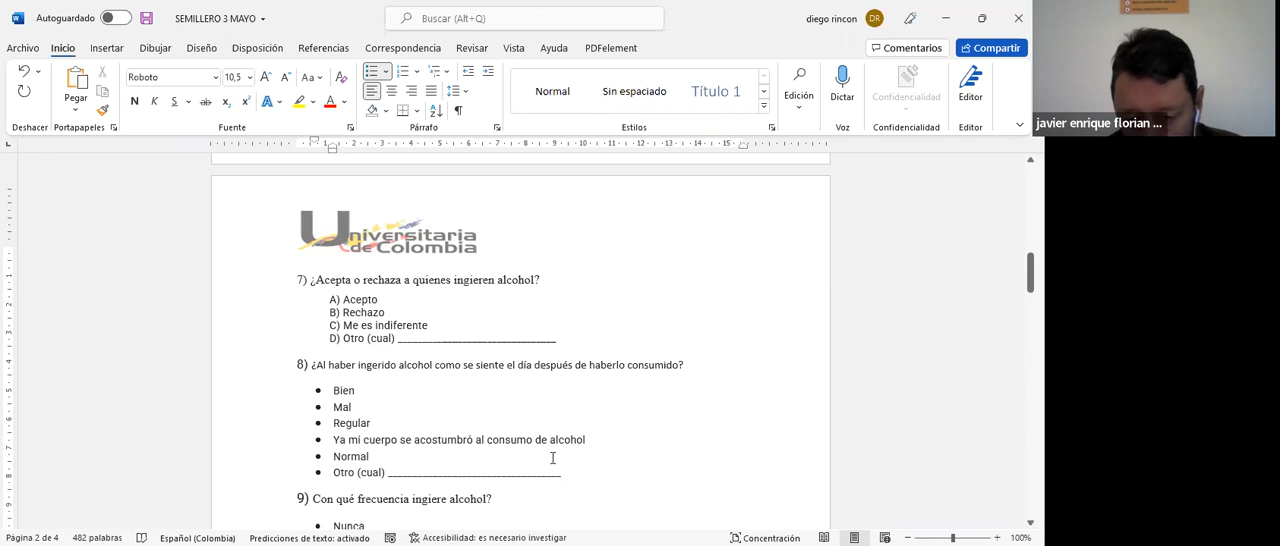 Autoguardado
SEMILLERO 3 MAYO
Buscar (Alt+Q)
diego rincon
DR
Archivo Inicio Insertar Dibujar Diseño Disposición Referencias Correspondencia Revisar Vista Ayuda PDFelement
Comentarios
Compartir
Pegar
Roboto
10,5
Normal
Sin espaciado
Título 1
Edición
Dictar
Confidencialidad
Editor
Deshacer
Portapapeles
Fuente
Párrafo
Estilos
Voz
Confidencialidad
Editor
javier enrique florian ...
Universitaria
de Colombia
7) ¿Acepta o rechaza a quienes ingieren alcohol?
A) Acepto
B) Rechazo
C) Me es indiferente
D) Otro (cual) ______________________________
8) ¿Al haber ingerido alcohol como se siente el día después de haberlo consumido?
• Bien
• Mal
• Regular
• Ya mi cuerpo se acostumbró al consumo de alcohol
• Normal
• Otro (cual) ________________________________
9) Con qué frecuencia ingiere alcohol?
• Nunca
Página 2 de 4
482 palabras
Español (Colombia)
Predicciones de texto: activado
Accesibilidad: es necesario investigar
Concentración
100%